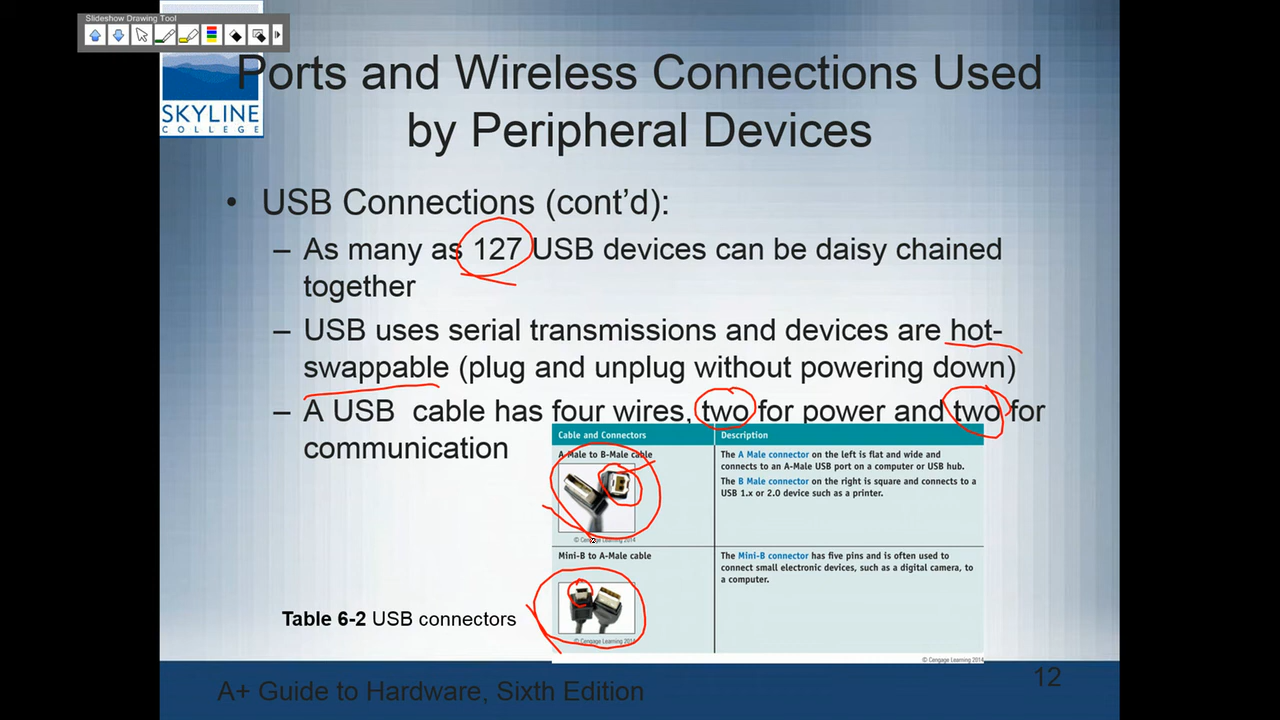 Slideshow Drawing Tool
SKYLINE
COLLEGE
Ports and Wireless Connections Used
by Peripheral Devices
• USB Connections (cont’d):
– As many as 127 USB devices can be daisy chained
together
– USB uses serial transmissions and devices are hot-
swappable (plug and unplug without powering down)
– A USB cable has four wires, two for power and two for
communication
Cable and Connectors
Description
A-Male to B-Male cable
The A Male connector on the left is flat and wide and
connects to an A-Male USB port on a computer or USB hub.
The B Male connector on the right is square and connects to a
USB 1.x or 2.0 device such as a printer.
© Cengage Learning 2014
Mini-B to A-Male cable
The Mini-B connector has five pins and is often used to
connect small electronic devices, such as a digital camera, to
a computer.
© Cengage Learning 2014
Table 6-2 USB connectors
© Cengage Learning 2014
A+ Guide to Hardware, Sixth Edition
12